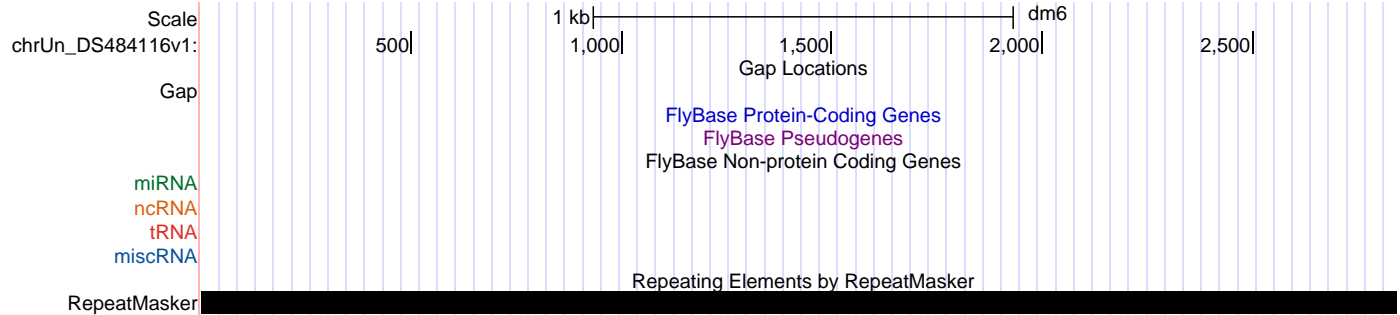 Scale 1 kb dm6
chrUn_DS484116v1: 500 1,000 1,500 2,000 2,500
Gap Locations
Gap
FlyBase Protein-Coding Genes
FlyBase Pseudogenes
FlyBase Non-protein Coding Genes
miRNA
ncRNA
tRNA
miscRNA
Repeating Elements by RepeatMasker
RepeatMasker